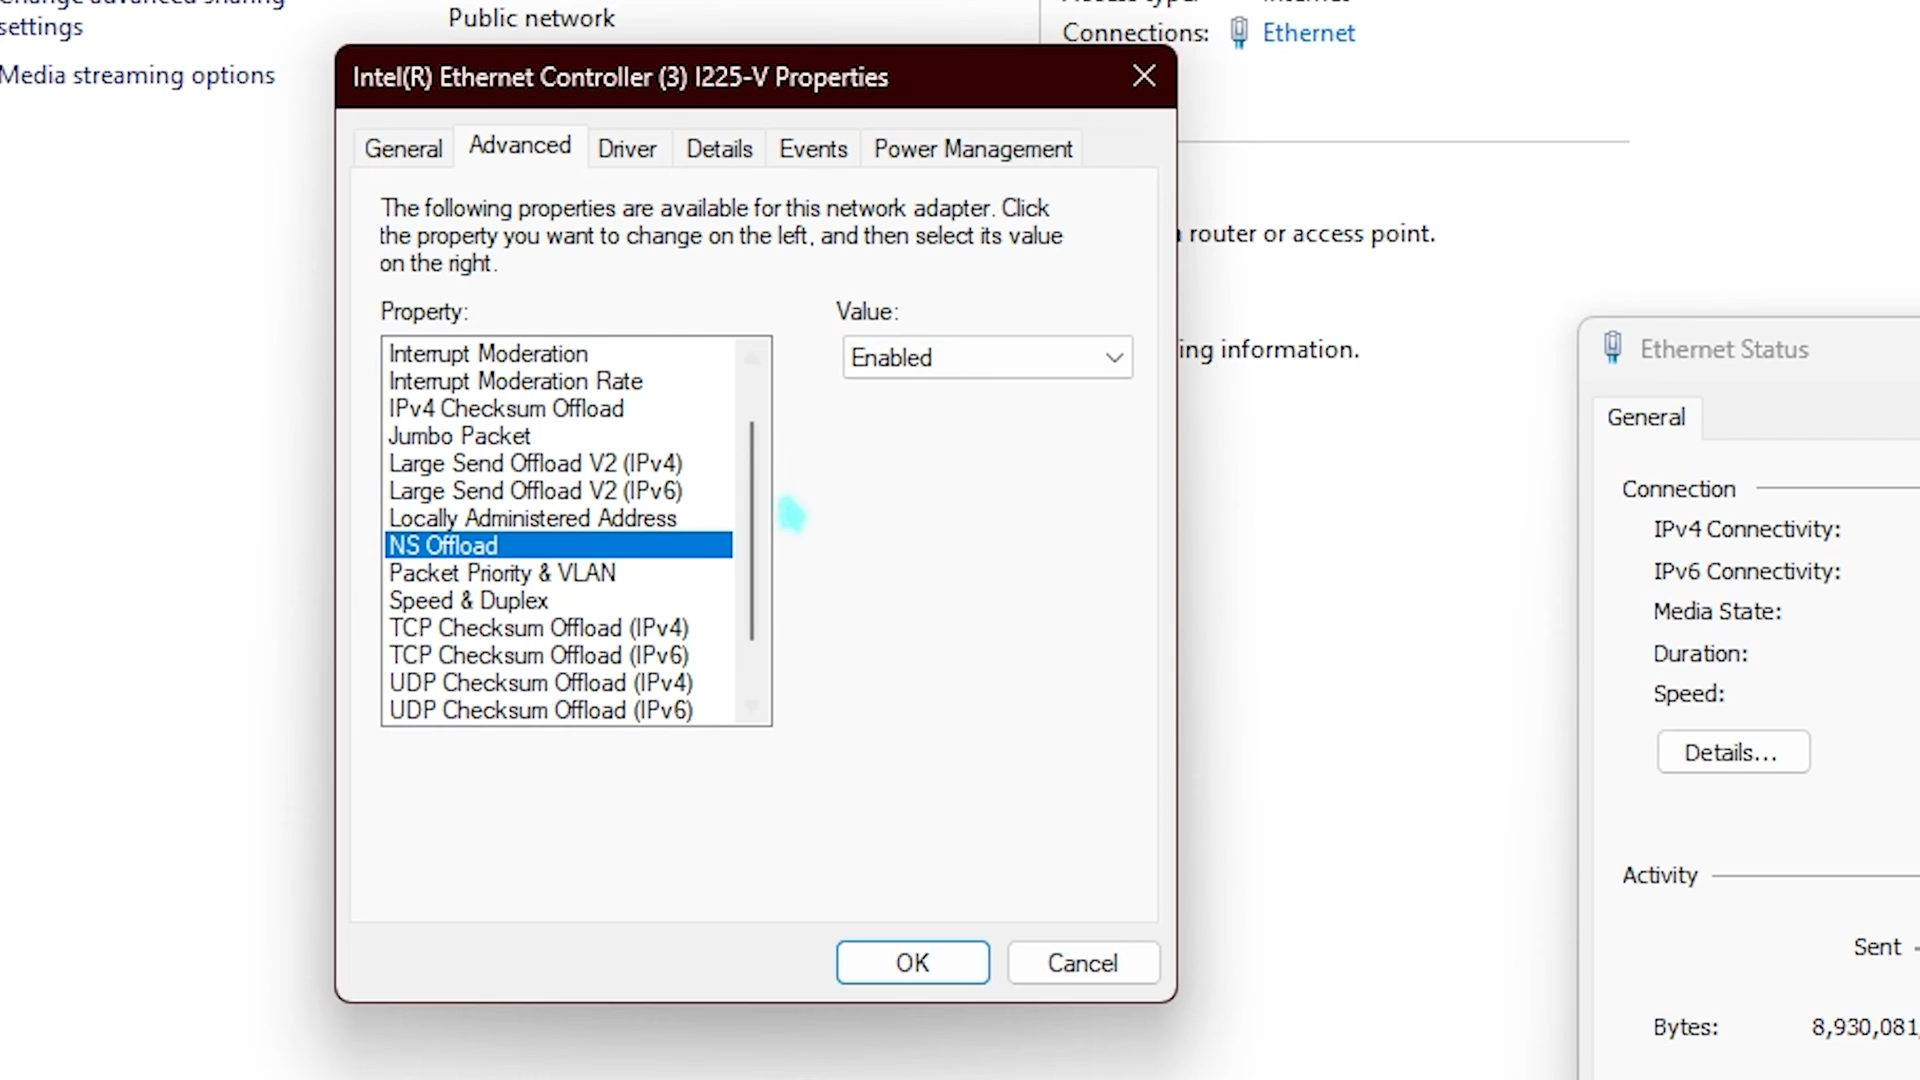 settings
Media streaming options
Public network
Connections: Ethernet
Intel(R) Ethernet Controller (3) I225-V Properties
General Advanced Driver Details Events Power Management
The following properties are available for this network adapter. Click
the property you want to change on the left, and then select its value
on the right.
Property:
Value:
Interrupt Moderation
Interrupt Moderation Rate
IPv4 Checksum Offload
Jumbo Packet
Large Send Offload V2 (IPv4)
Large Send Offload V2 (IPv6)
Locally Administered Address
NS Offload
Packet Priority & VLAN
Speed & Duplex
TCP Checksum Offload (IPv4)
TCP Checksum Offload (IPv6)
UDP Checksum Offload (IPv4)
UDP Checksum Offload (IPv6)
Enabled
OK
Cancel
router or access point.
ing information.
Ethernet Status
General
Connection
IPv4 Connectivity:
IPv6 Connectivity:
Media State:
Duration:
Speed:
Details...
Activity
Sent
Bytes: 8,930,081,